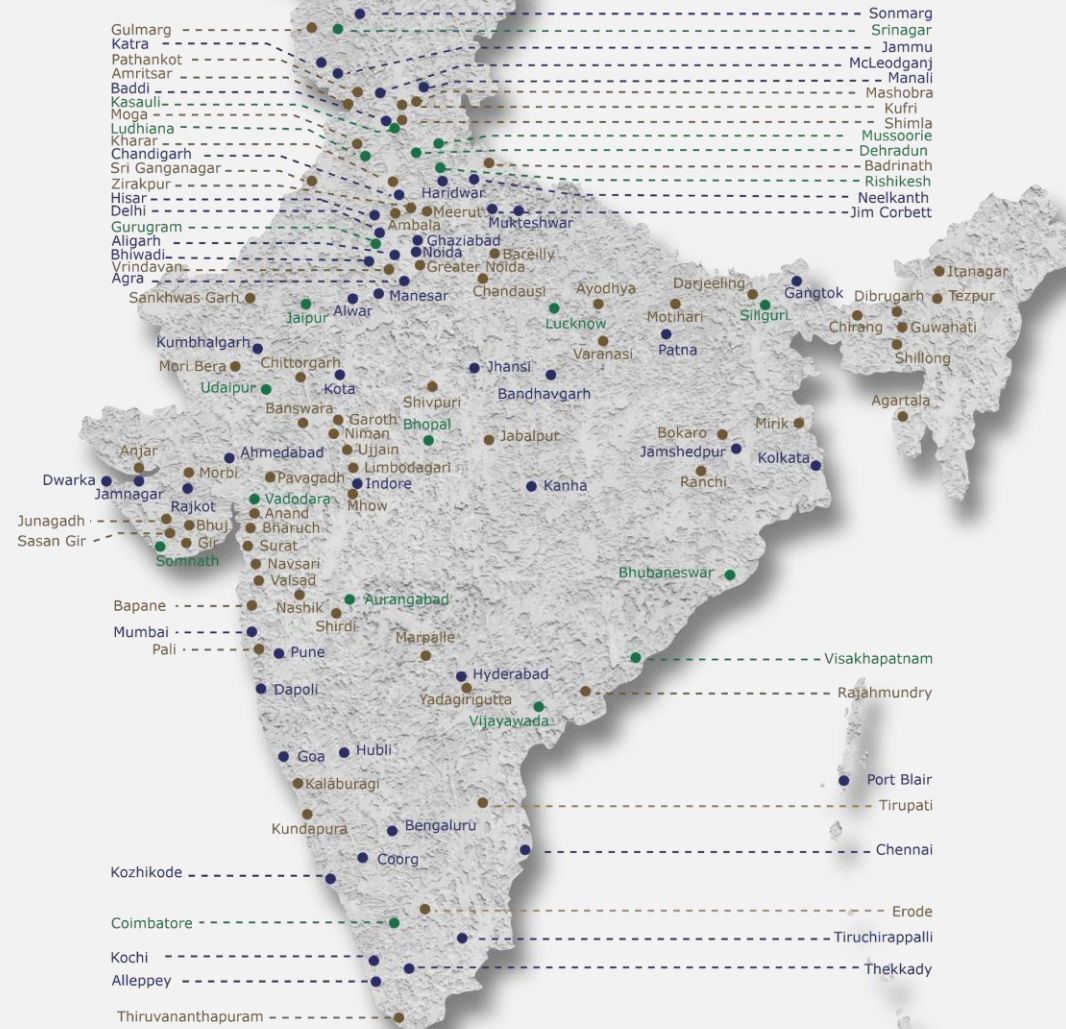 Sonmarg
Gulmarg
Srinagar
Katra
Jammu
Pathankot
McLeodganj
Amritsar
Manali
Baddi
Mashobra
Kasauli
Kufri
Moga
Shimla
Ludhiana
Mussoorie
Kharar
Dehradun
Chandigarh
Badrinath
Sri Ganganagar
Rishikesh
Zirakpur
Haridwar
Hisar
Neelkanth
Delhi
Meerut
Jim Corbett
Gurugram
Ambala
Mukteshwar
Aligarh
Ghaziabad
Bhiwadi
Noida
Bareilly
Vrindavan
Greater Noida
Itanagar
Agra
Chandausi
Ayodhya
Darjeeling
Gangtok
Sankhwas Garh
Manesar
Dibrugarh
Tezpur
Jaipur
Alwar
Lucknow
Motihari
Siliguri
Chirang
Guwahati
Kumbhalgarh
Varanasi
Patna
Shillong
Mori Bera
Chittorgarh
Jhansi
Udaipur
Kota
Bandhavgarh
Shivpuri
Agartala
Banswara
Garoth
Bhopal
Mirik
Niman
Jabalpur
Bokaro
Anjar
Ahmedabad
Ujjain
Jamshedpur
Kolkata
Morbi
Limbodagari
Dwarka
Pavagadh
Indore
Kanha
Ranchi
Jamnagar
Rajkot
Vadodara
Mhow
Junagadh
Bhuj
Anand
Bharuch
Sasan Gir
Gir
Surat
Somnath
Navsari
Bhubaneswar
Valsad
Bapane
Nashik
Aurangabad
Shirdi
Mumbai
Marpalle
Pali
Pune
Visakhapatnam
Dapoli
Hyderabad
Yadagirigutta
Rajahmundry
Vijayawada
Goa
Hubli
Kalaburagi
Port Blair
Tirupati
Kundapura
Bengaluru
Coorg
Chennai
Kozhikode
Erode
Coimbatore
Tiruchirappalli
Kochi
Thekkady
Alleppey
Thiruvananthapuram